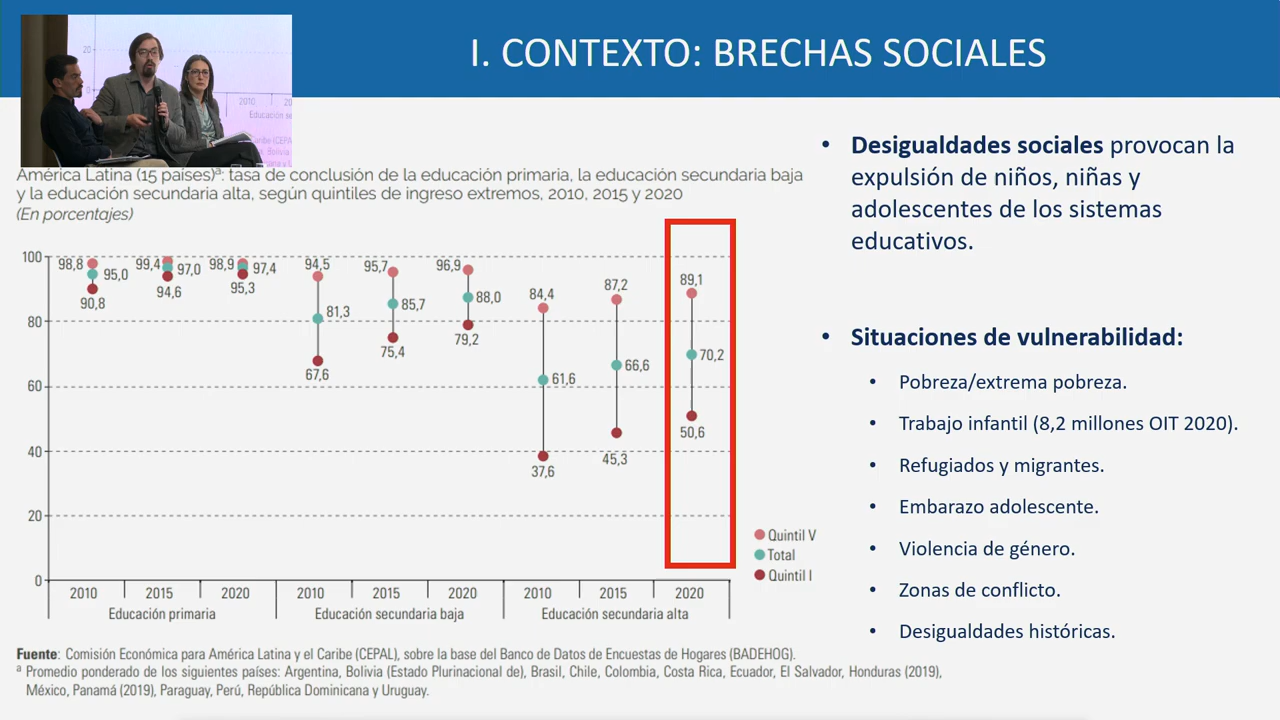 I. CONTEXTO: BRECHAS SOCIALES
20
0
2010
Educación se
aribe (CEPA
América Latina (15 países)ª: tasa de conclusión de la educación primaria, la educación secundaria baja
y la educación secundaria alta, según quintiles de ingreso extremos, 2010, 2015 y 2020
(En porcentajes)
100
80
60
40
20
0
98,8
95,0
90,8
99,4
97,0
94,6
98,9
97,4
95,3
94,5
81,3
67,6
95,7
85,7
75,4
96,9
88,0
79,2
84,4
61,6
37,6
87,2
66,6
45,3
89,1
70,2
50,6
Quintil V
Total
Quintil I
2010 2015 2020 2010 2015 2020 2010 2015 2020
Educación primaria Educación secundaria baja Educación secundaria alta
Fuente: Comisión Económica para América Latina y el Caribe (CEPAL), sobre la base del Banco de Datos de Encuestas de Hogares (BADEHOG).
ª Promedio ponderado de los siguientes países: Argentina, Bolivia (Estado Plurinacional de), Brasil, Chile, Colombia, Costa Rica, Ecuador, El Salvador, Honduras (2019),
México, Panamá (2019), Paraguay, Perú, República Dominicana y Uruguay.
• Desigualdades sociales provocan la
expulsión de niños, niñas y
adolescentes de los sistemas
educativos.
• Situaciones de vulnerabilidad:
• Pobreza/extrema pobreza.
• Trabajo infantil (8,2 millones OIT 2020).
• Refugiados y migrantes.
• Embarazo adolescente.
• Violencia de género.
• Zonas de conflicto.
• Desigualdades históricas.